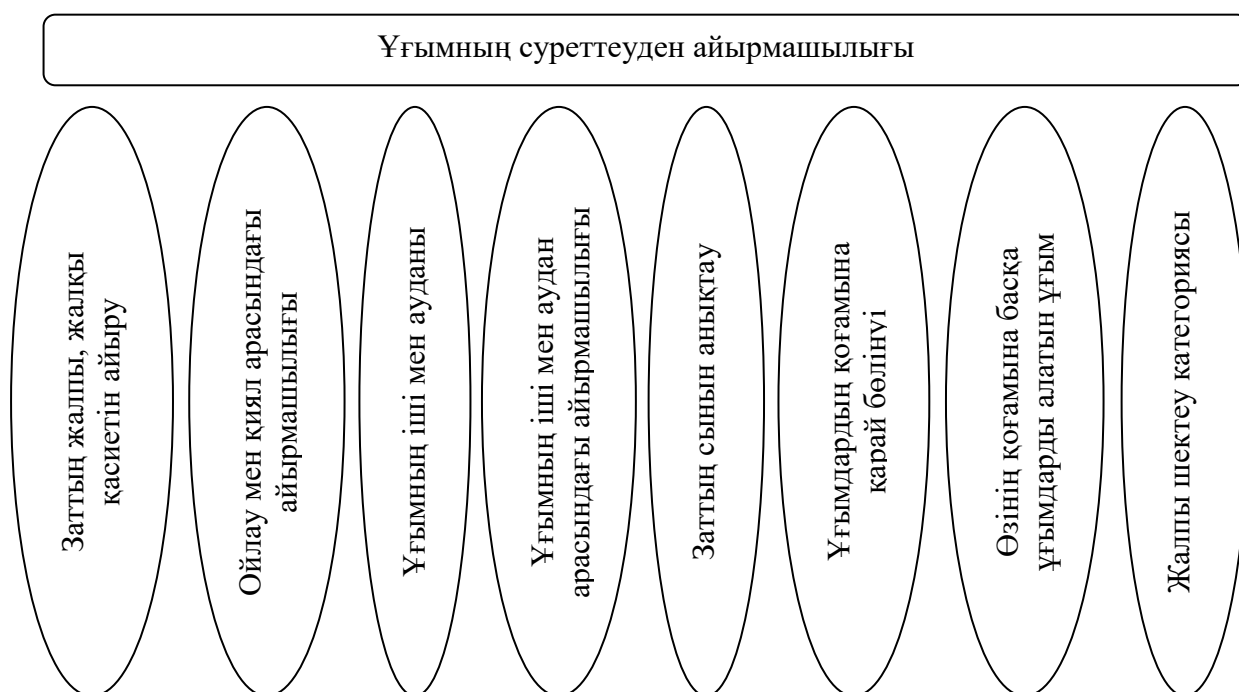 Ұғымның суреттеуден айырмашылығы
Заттың жалпы, жалқы
қасиетін айыру
Ойлау мен қиял арасындағы
айырмашылығы
Ұғымның іші мен ауданы
Ұғымның іші мен аудан
арасындағы айырмашылығы
Заттың сынын анықтау
Ұғымдардың қоғамына
қарай бөлінуі
Өзінің қоғамына басқа
ұғымдарды алатын ұғым
Жалпы шектеу категориясы